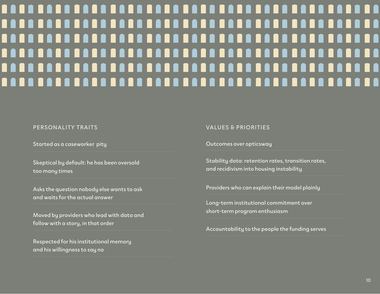 PERSONALITY TRAITS
Started as a caseworker pity
Skeptical by default: he has been oversold
too many times
Asks the question nobody else wants to ask
and waits for the actual answer
Moved by providers who lead with data and
follow with a story, in that order
Respected for his institutional memory
and his willingness to say no
VALUES & PRIORITIES
Outcomes over opticsway
Stability data: retention rates, transition rates,
and recidivism into housing instability
Providers who can explain their model plainly
Long-term institutional commitment over
short-term program enthusiasm
Accountability to the people the funding serves
10